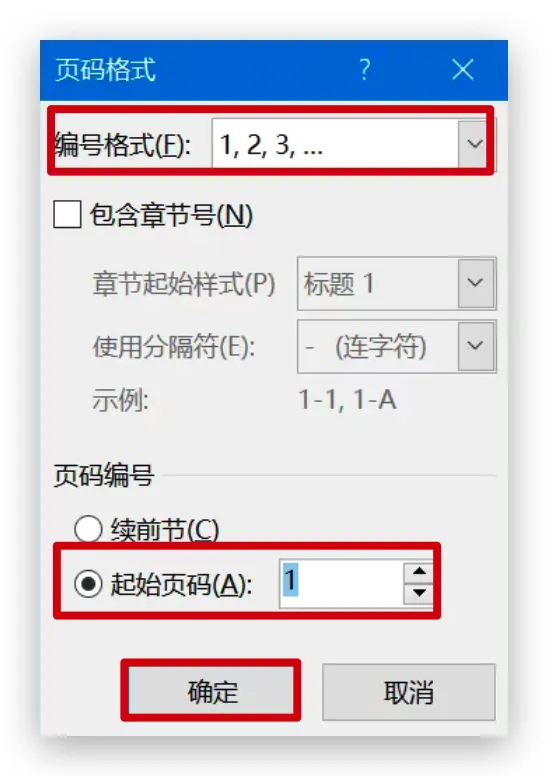 页码格式 ?
编号格式(F): 1, 2, 3, ...
包含章节号(N)
章节起始样式(P) 标题 1
使用分隔符(E): - (连字符)
示例: 1-1, 1-A
页码编号
续前节(C)
起始页码(A): 1
确定 取消